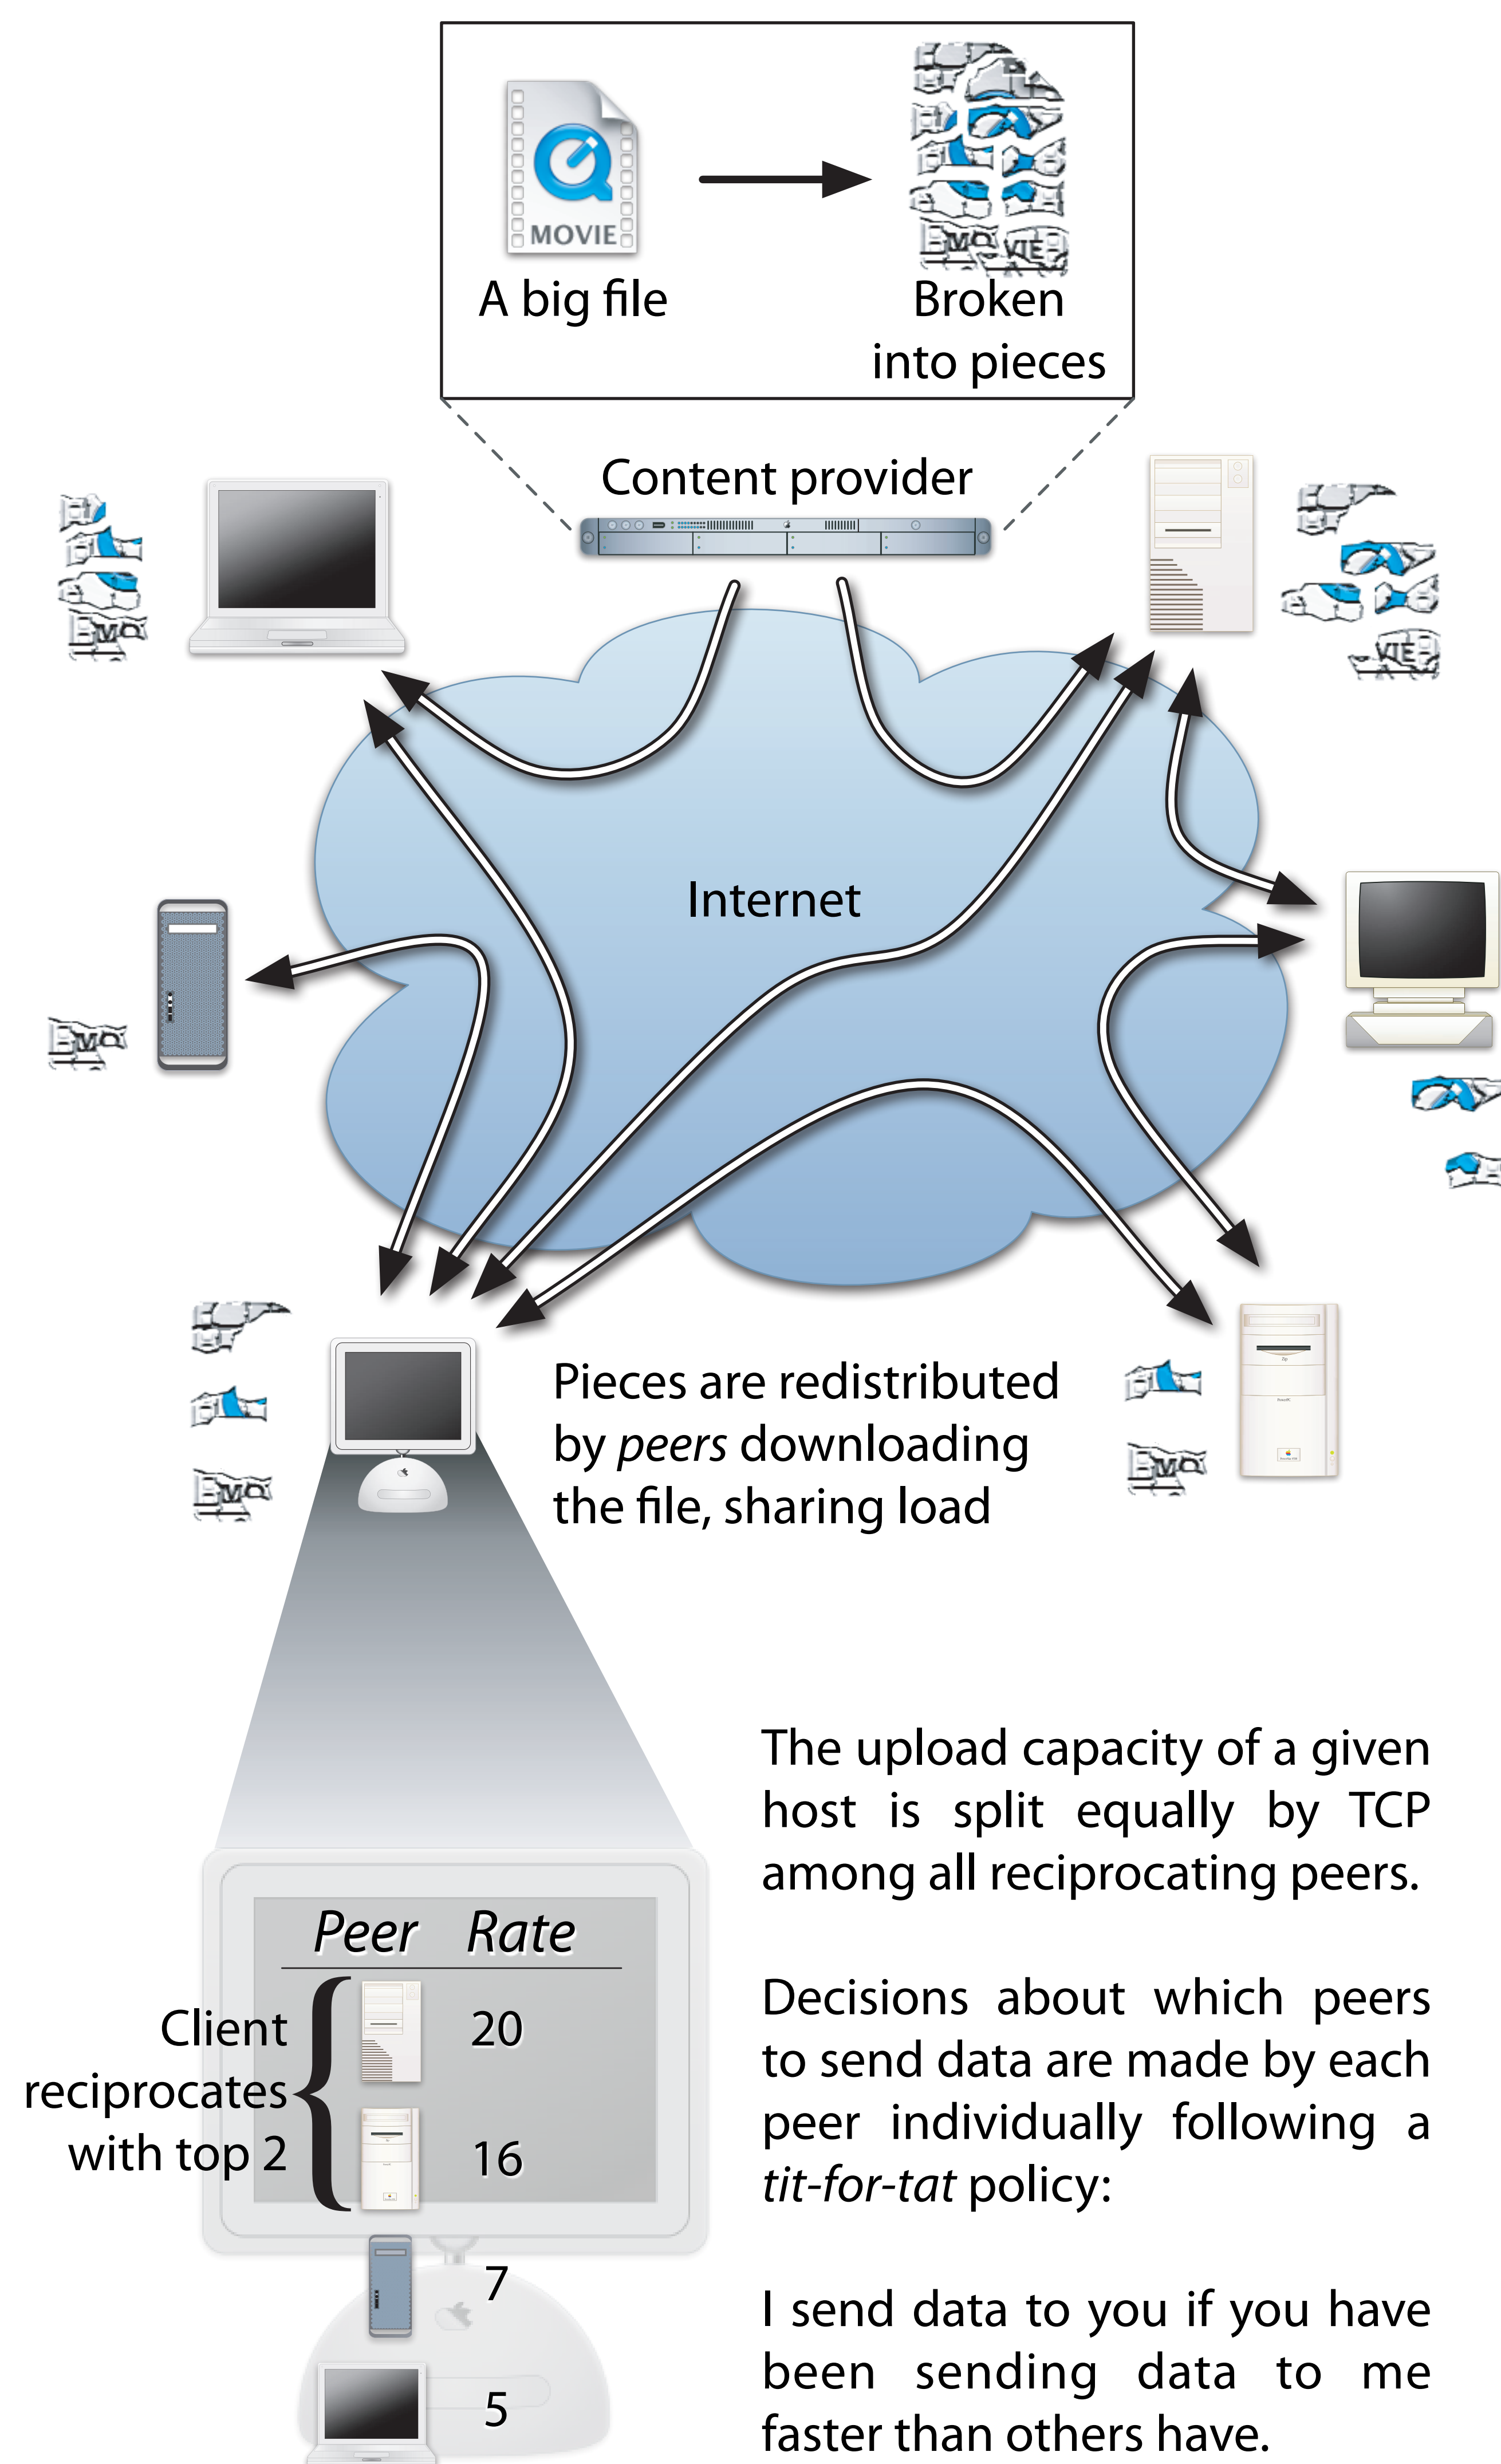 MOVIE
A big file
Broken
into pieces
Content provider
Internet
Pieces are redistributed
by peers downloading
the file, sharing load
Peer Rate
Client
reciprocates
with top 2
20
16
7
5
The upload capacity of a given
host is split equally by TCP
among all reciprocating peers.
Decisions about which peers
to send data are made by each
peer individually following a
tit-for-tat policy:
I send data to you if you have
been sending data to me
faster than others have.